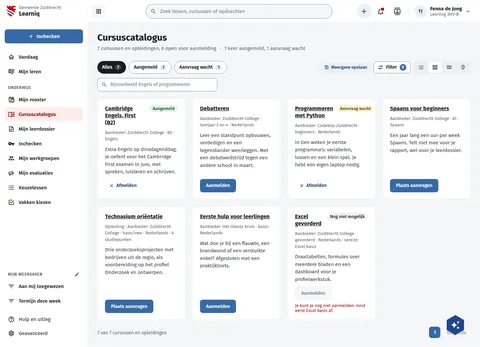 Gemeente Zuidbrecht
Learniq
Zoek lessen, cursussen of opdrachten
Fenna de Jong
Leerling 3HV-B
Inchecken
Vandaag
Mijn leren
ONDERWIJS
Mijn rooster
Cursuscatalogus
Mijn leerdossier
Inchecken
Mijn werkgroepen
Mijn evaluaties
Keuzelessen
Vakken kiezen
MIJN WEERGAVEN
Aan mij toegewezen
Termijn deze week
Hulp en uitleg
Geavanceerd
Cursuscatalogus
7 cursussen en opleidingen, 6 open voor aanmelding · 1 keer aangemeld, 1 aanvraag wacht
Alles 7
Aangemeld 1
Aanvraag wacht 1
Weergave opslaan
Filter
Bijvoorbeeld Engels of programmeren
Cambridge Engels, First (B2)
Aangemeld
Aanbieder: Zuidbrecht College · B2 · Engels
Extra Engels op dinsdagmiddag. Je oefent voor het Cambridge First examen in juni, met spreken, luisteren en schrijven.
Afmelden
Debatteren
Aanbieder: Zuidbrecht College · leerjaar 3 en 4 · Nederlands
Leer een standpunt opbouwen, verdedigen en een tegenstander weerleggen. Met een debatwedstrijd tegen een andere school in maart.
Aanmelden
Programmeren met Python
Aanvraag wacht
Aanbieder: Codeklas Zuidbrecht · beginners · Nederlands
In tien weken je eerste programma's: variabelen, lussen en een klein spel. Je hebt een eigen laptop nodig.
Afmelden
Spaans voor beginners
Aanbieder: Zuidbrecht College · A1 · Spaans
Een jaar lang een uur per week Spaans. Telt niet mee voor je rapport, wel voor je leerdossier.
Plaats aanvragen
Technasium oriëntatie
Aanbieder: Zuidbrecht College · havo/vwo · Nederlands · 4 studiepunten
Drie onderzoeksprojecten met bedrijven uit de regio, als voorbereiding op het profiel Onderzoek en ontwerpen.
Plaats aanvragen
Eerste hulp voor leerlingen
Aanbieder: Het Oranje Kruis · basis · Nederlands
Wat doe je bij een flauwte, een brandwond of een verstuikte enkel? Afgesloten met een praktijktoets.
Aanmelden
Excel gevorderd
Nog niet mogelijk
Aanbieder: Zuidbrecht College · gevorderd · Nederlands · vereist: Excel basis
Draaitabellen, formules over meerdere bladen en een dashboard voor je profielwerkstuk.
Aanmelden
Je kunt je nog niet aanmelden: rond eerst Excel basis af.
7 van 7 cursussen en opleidingen
1